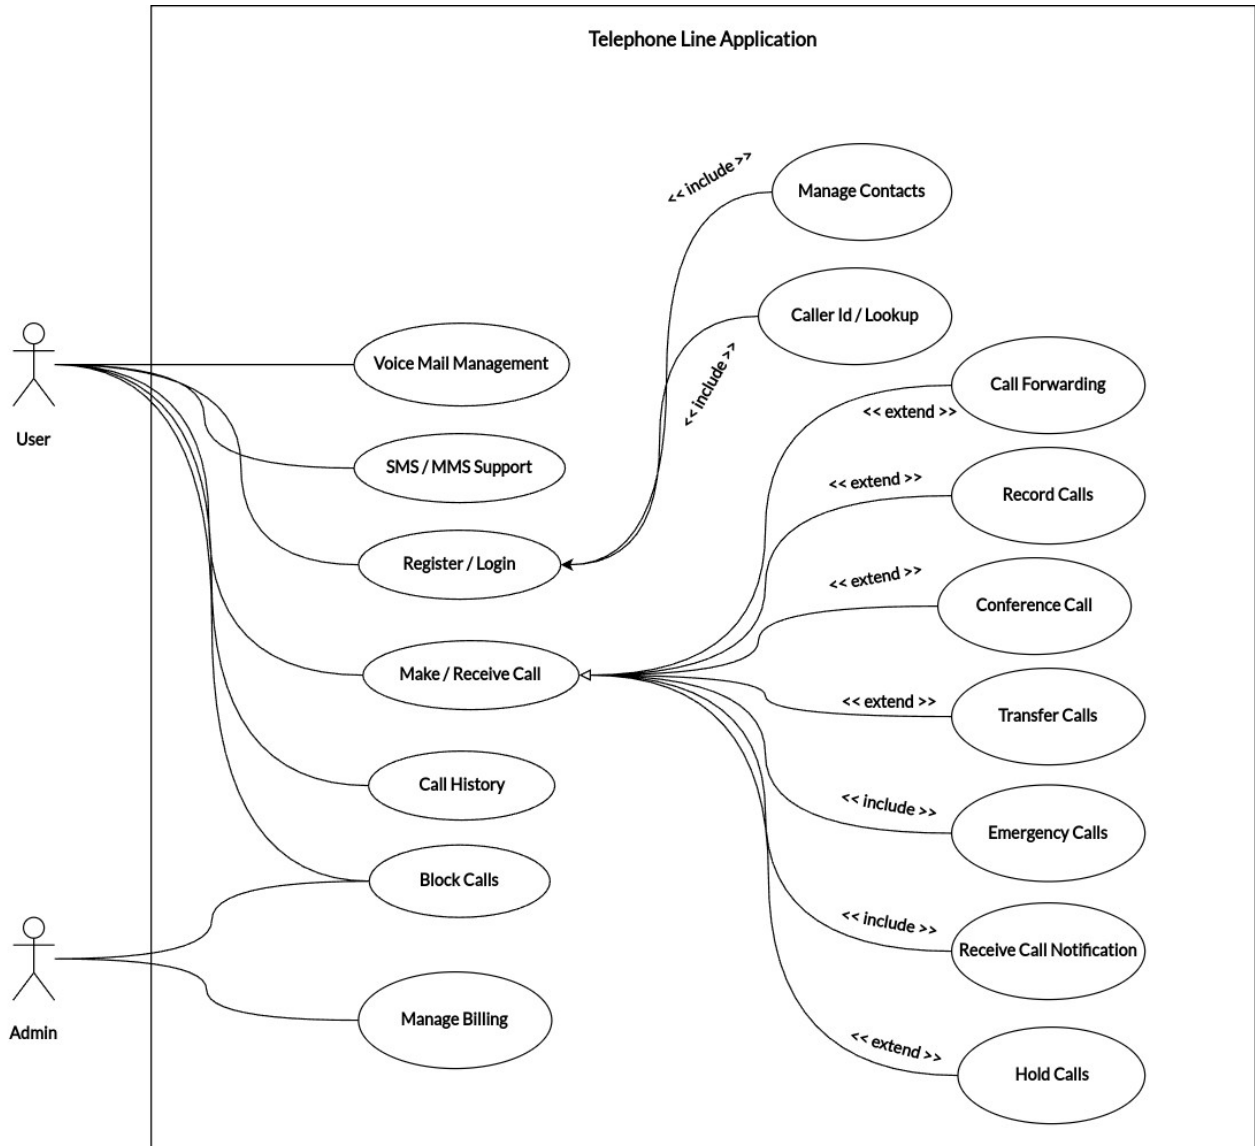 Telephone Line Application
<< include >>
Manage Contacts
Caller Id / Lookup
<< include >>
User
Voice Mail Management
SMS / MMS Support
Register / Login
Make / Receive Call
Call History
Block Calls
Manage Billing
Admin
Call Forwarding
<< extend >>
<< extend >>
Record Calls
<< extend >>
Conference Call
<< extend >>
Transfer Calls
<< include >>
Emergency Calls
<< include >>
Receive Call Notification
<< extend >>
Hold Calls